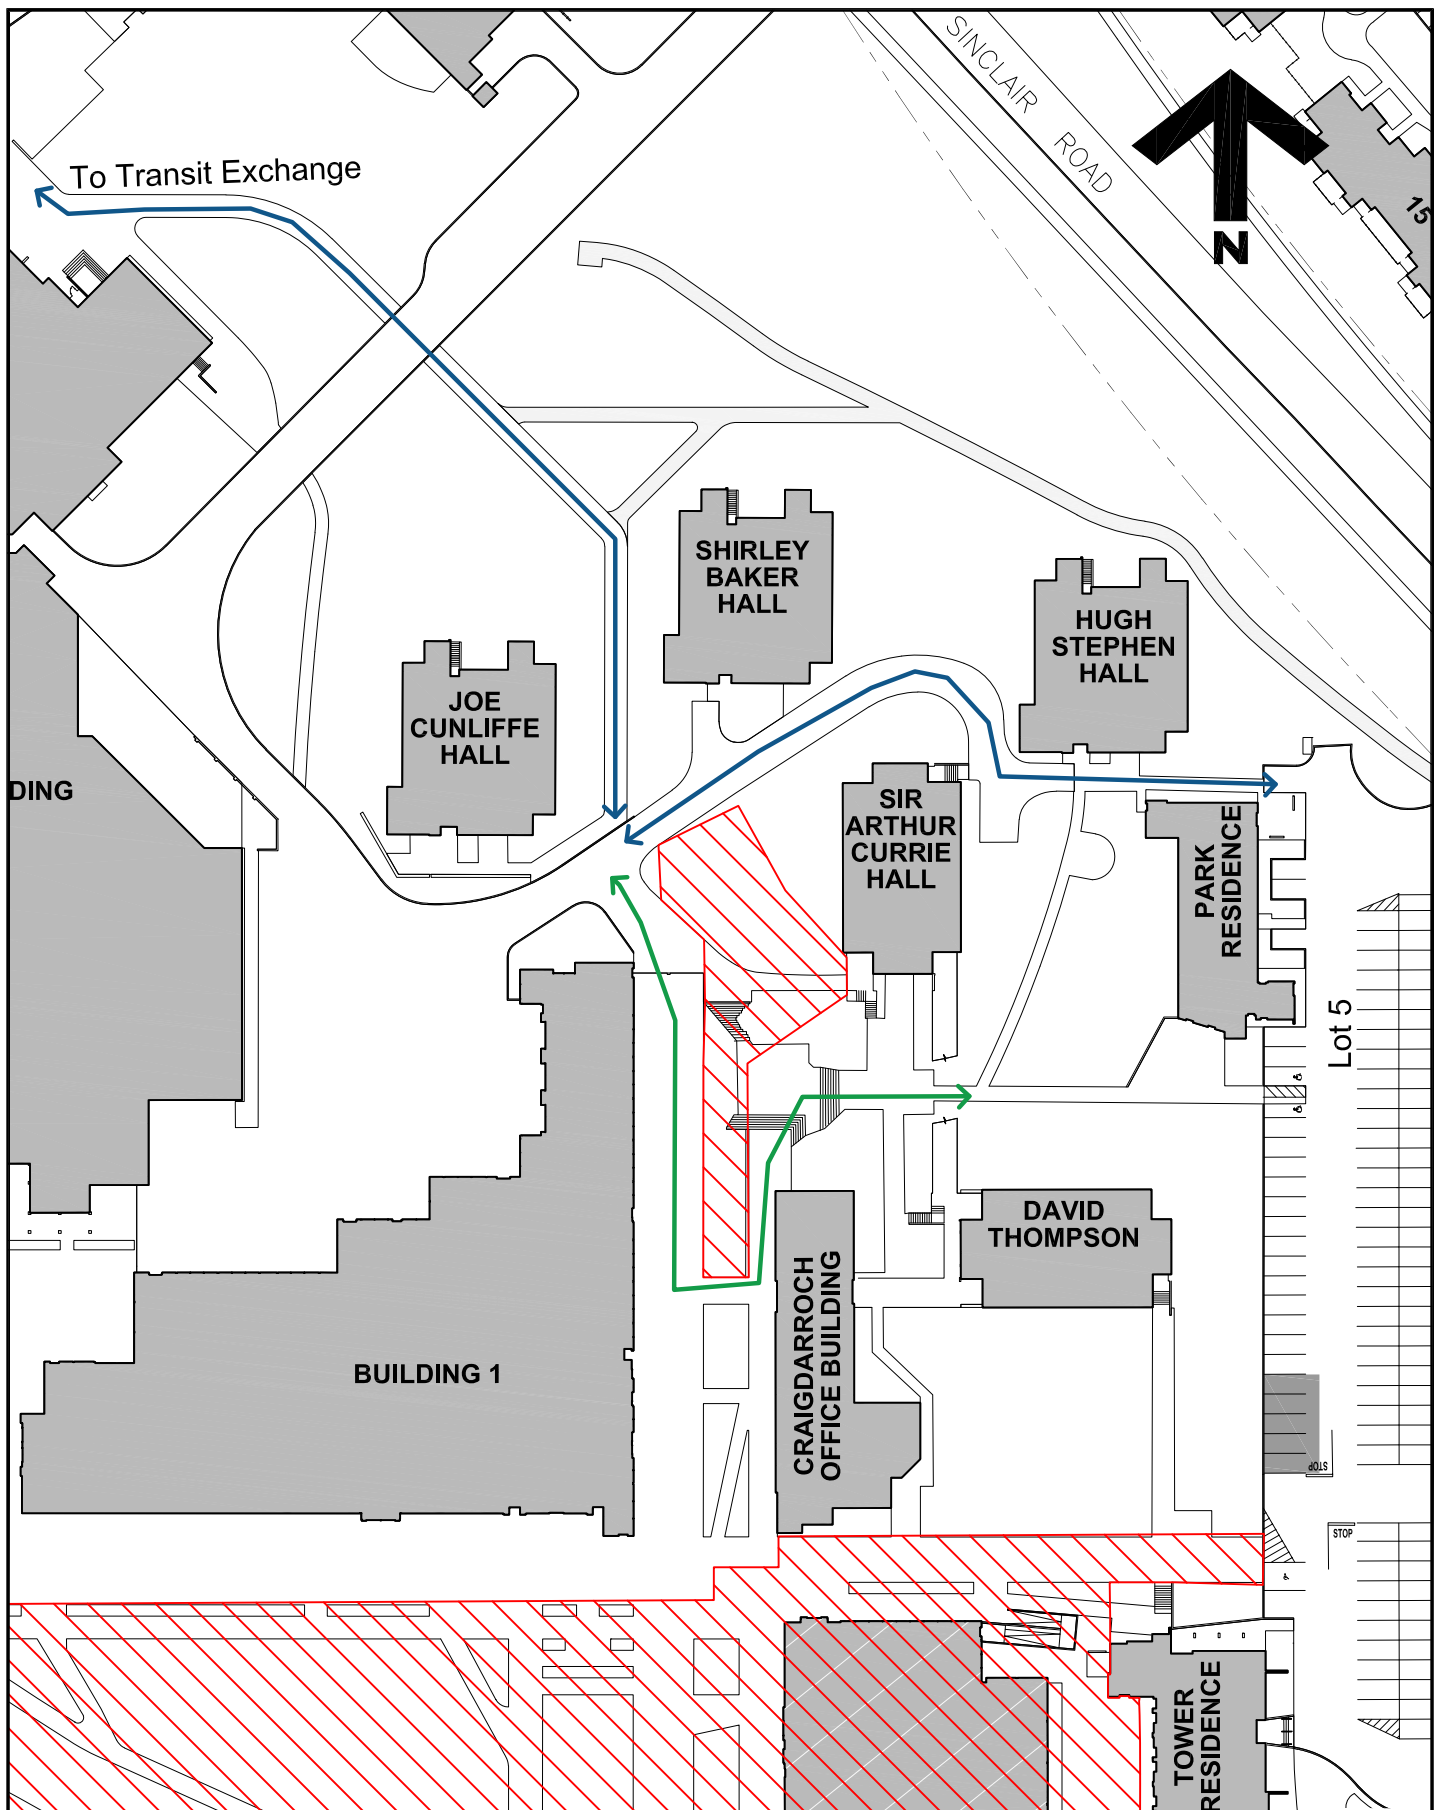 SINCLAIR ROAD
To Transit Exchange
15
N
SHIRLEY
BAKER
HALL
HUGH
STEPHEN
HALL
JOE
CUNLIFFE
HALL
DING
SIR
ARTHUR
CURRIE
HALL
PARK
RESIDENCE
Lot 5
DAVID
THOMPSON
CRAIGDARROCH
OFFICE BUILDING
BUILDING 1
STOP
STOP
TOWER
RESIDENCE